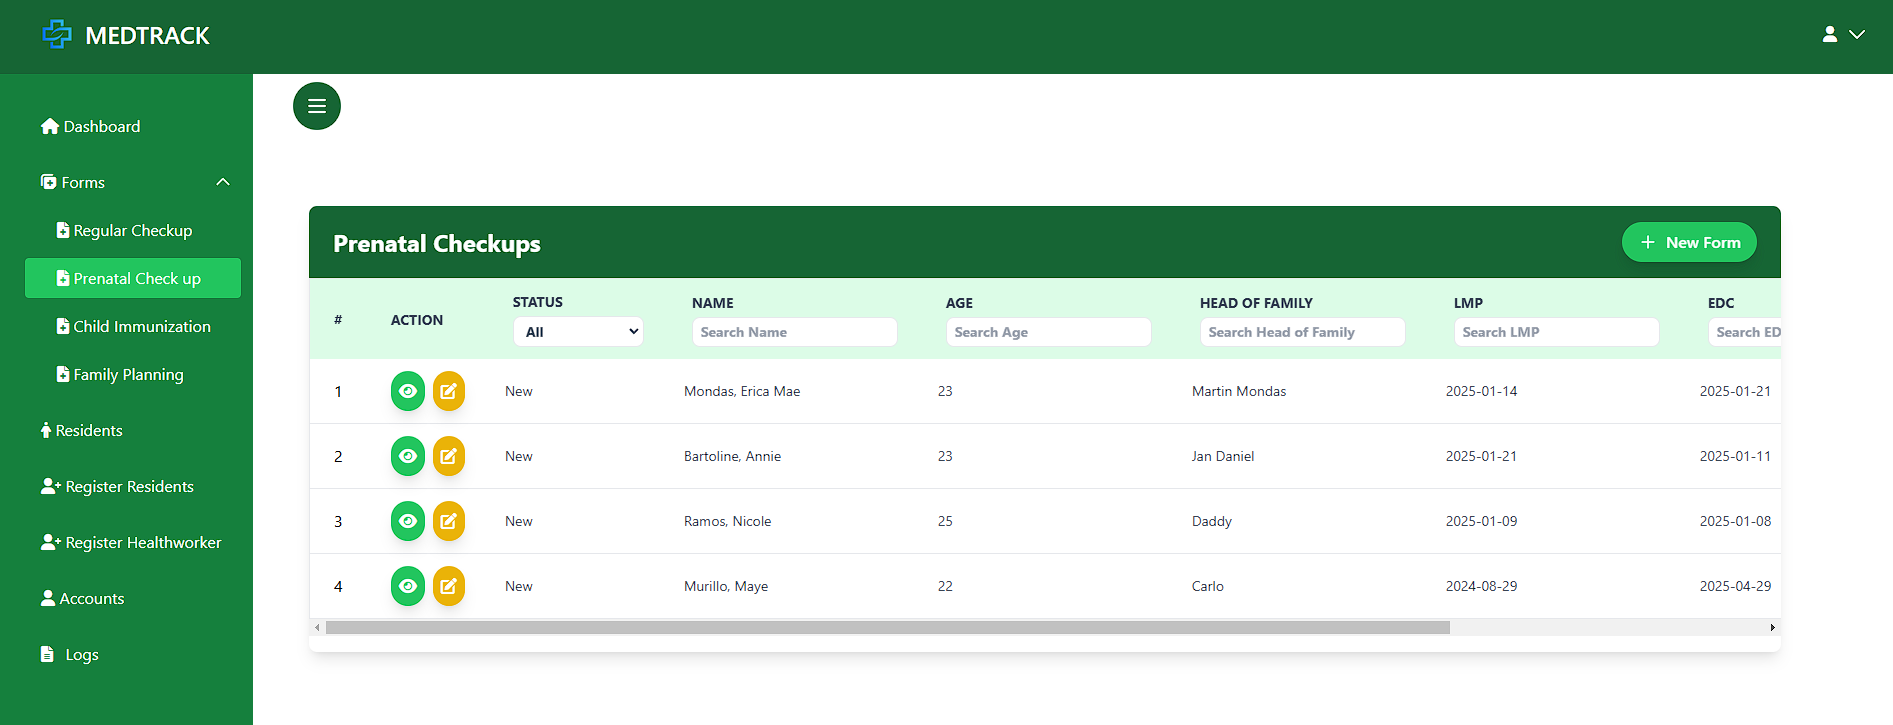 MEDTRACK
Dashboard
Forms
Regular Checkup
Prenatal Check up
Child Immunization
Family Planning
Residents
Register Residents
Register Healthworker
Accounts
Logs
Prenatal Checkups
New Form
# ACTION STATUS NAME AGE HEAD OF FAMILY LMP EDC
All Search Name Search Age Search Head of Family Search LMP Search ED
1 New Mondas, Erica Mae 23 Martin Mondas 2025-01-14 2025-01-21
2 New Bartoline, Annie 23 Jan Daniel 2025-01-21 2025-01-11
3 New Ramos, Nicole 25 Daddy 2025-01-09 2025-01-08
4 New Murillo, Maye 22 Carlo 2024-08-29 2025-04-29